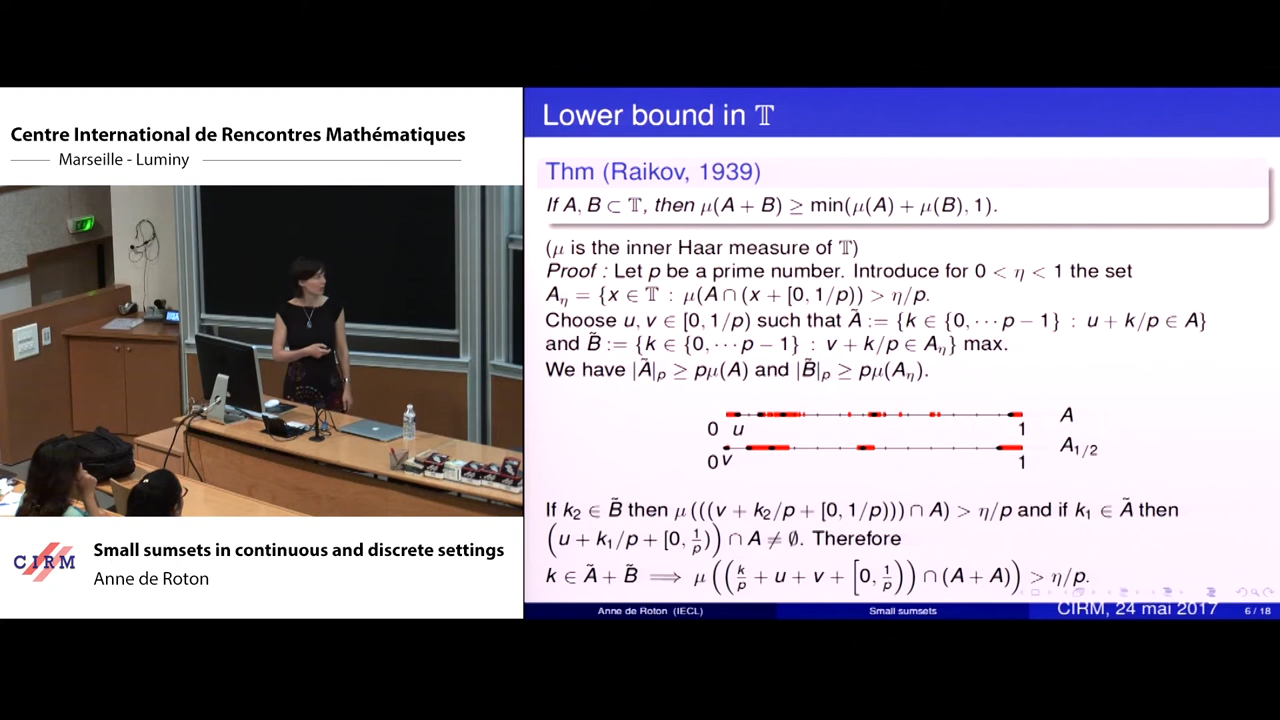 Centre International de Rencontres Mathématiques
Marseille - Luminy
CIRM
Small sumsets in continuous and discrete settings
Anne de Roton
Lower bound in 𝕋
Thm (Raikov, 1939)
If A, B ⊂ 𝕋, then μ(A + B) ≥ min(μ(A) + μ(B), 1).
(μ is the inner Haar measure of 𝕋)
Proof : Let p be a prime number. Introduce for 0 < η < 1 the set
A_η = {x ∈ 𝕋 : μ(A ∩ (x + [0, 1/p)) > η/p.
Choose u, v ∈ [0, 1/p) such that Ã := {k ∈ {0, ⋯ p − 1} : u + k/p ∈ A}
and B̃ := {k ∈ {0, ⋯ p − 1} : v + k/p ∈ A_η} max.
We have |Ã|_p ≥ pμ(A) and |B̃|_p ≥ pμ(A_η).
A
0 u 1
A_{1/2}
0 v 1
If k₂ ∈ B̃ then μ (((v + k₂/p + [0, 1/p))) ∩ A) > η/p and if k₁ ∈ Ã then
(u + k₁/p + [0, 1/p)) ∩ A ≠ ∅. Therefore
k ∈ Ã + B̃ ⟹ μ ((k/p + u + v + [0, 1/p)) ∩ (A + A)) > η/p.
Anne de Roton (IECL) Small sumsets CIRM, 24 mai 2017 6 / 18